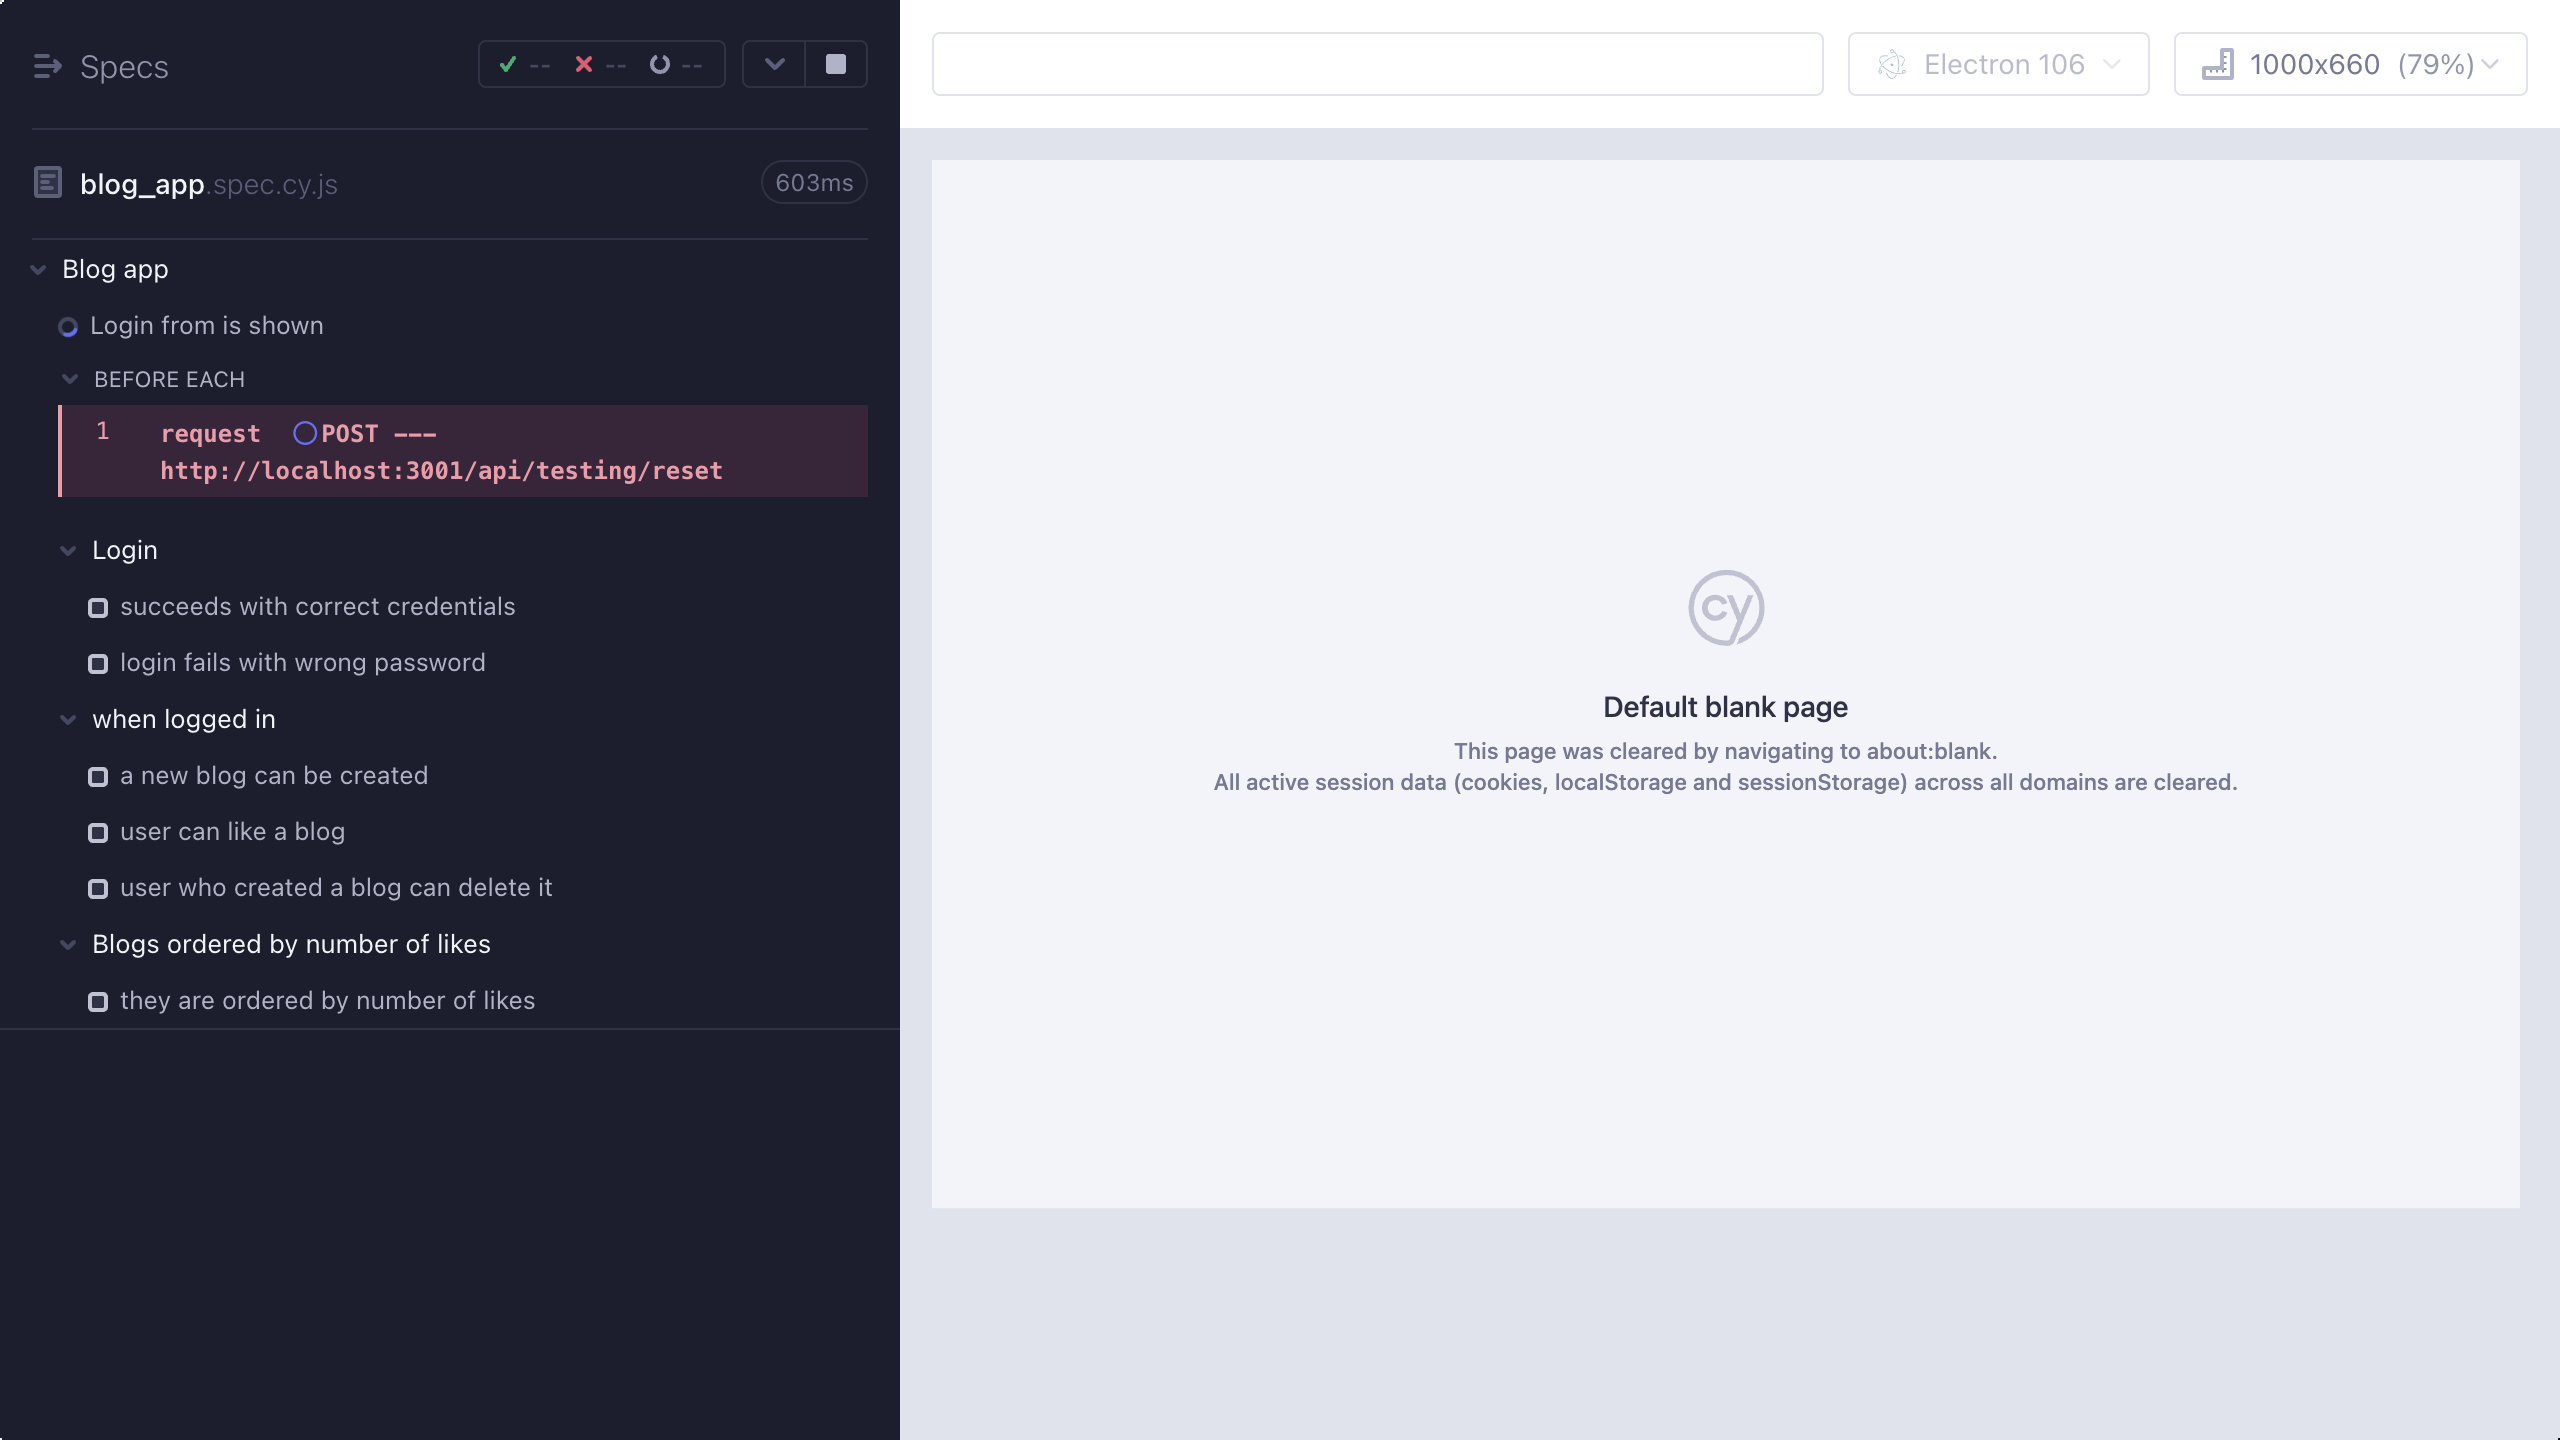 Specs
-- -- --
Electron 106
1000x660 (79%)
blog_app.spec.cy.js
603ms
Blog app
Login from is shown
BEFORE EACH
1 request POST ---
http://localhost:3001/api/testing/reset
Login
succeeds with correct credentials
login fails with wrong password
when logged in
a new blog can be created
user can like a blog
user who created a blog can delete it
Blogs ordered by number of likes
they are ordered by number of likes
cy
Default blank page
This page was cleared by navigating to about:blank.
All active session data (cookies, localStorage and sessionStorage) across all domains are cleared.